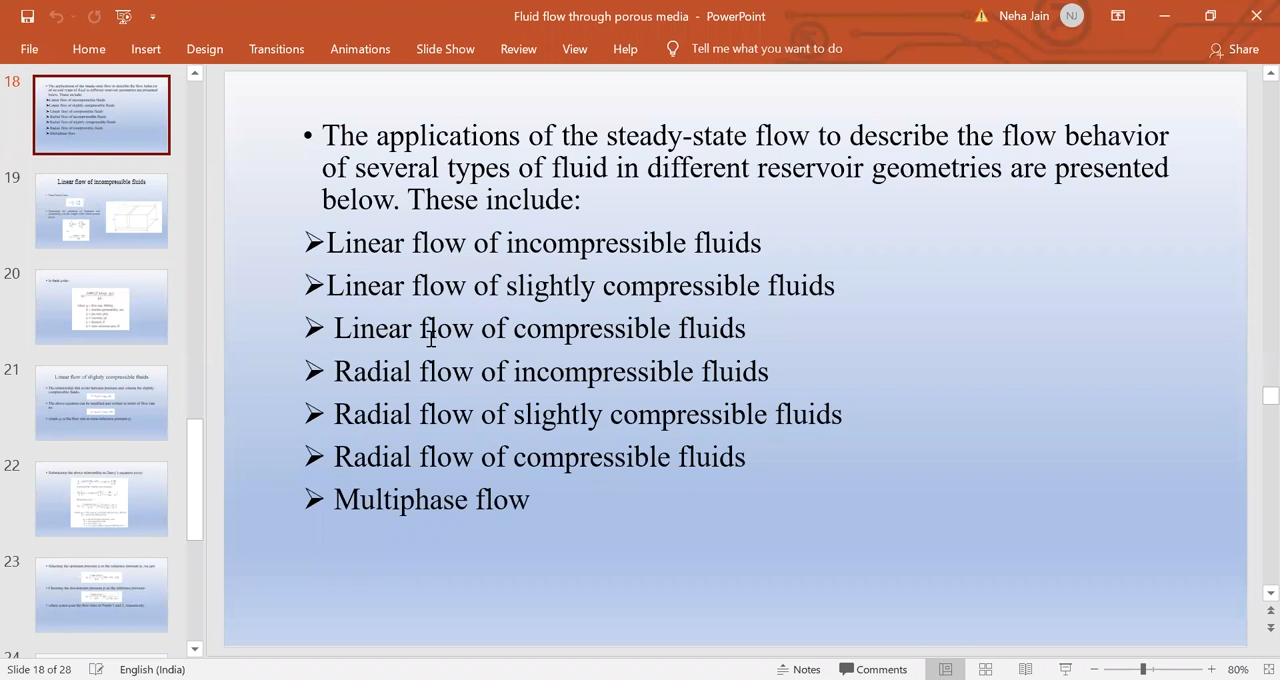 Fluid flow through porous media - PowerPoint
Neha Jain
NJ
File Home Insert Design Transitions Animations Slide Show Review View Help Tell me what you want to do Share
18
19
Linear flow of incompressible fluids
20
21
Linear flow of slightly compressible fluids
22
23
24
• The applications of the steady-state flow to describe the flow behavior
of several types of fluid in different reservoir geometries are presented
below. These include:
➢Linear flow of incompressible fluids
➢Linear flow of slightly compressible fluids
➢ Linear flow of compressible fluids
➢ Radial flow of incompressible fluids
➢ Radial flow of slightly compressible fluids
➢ Radial flow of compressible fluids
➢ Multiphase flow
Slide 18 of 28 English (India) Notes Comments 80%